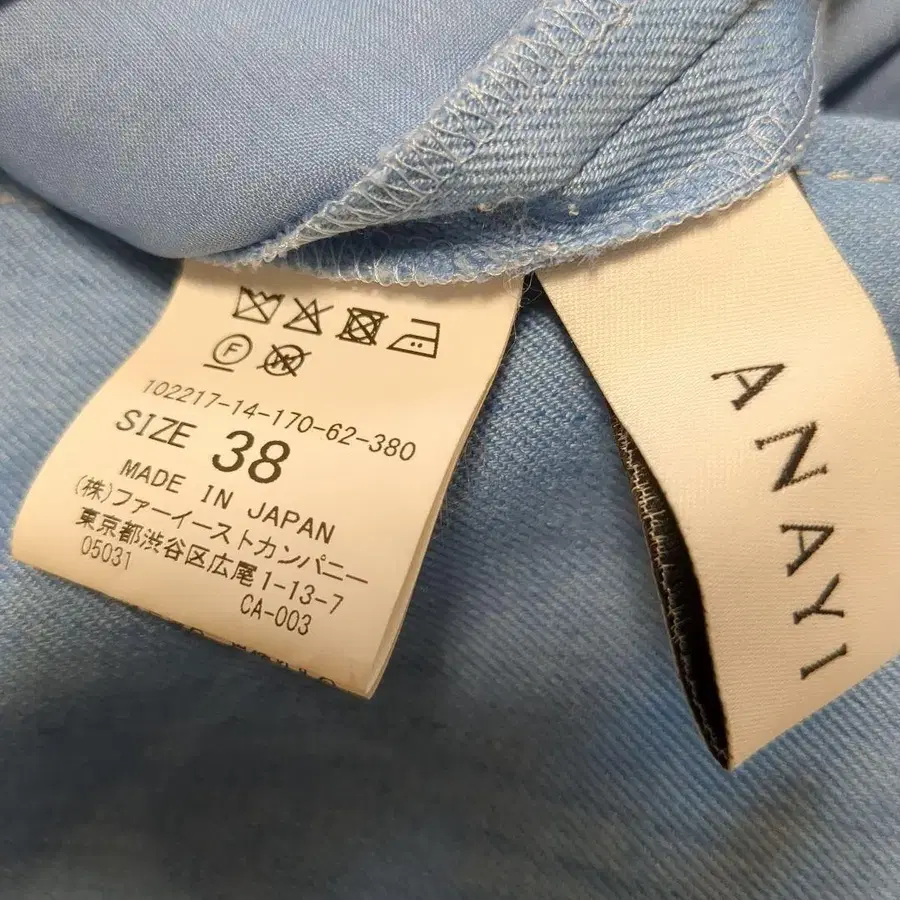 F
W
102217-14-170-62-380
SIZE 38
MADE IN JAPAN
(株)ファーイーストカンパニー
東京都渋谷区広尾1-13-7
05031
CA-003
ANAYI